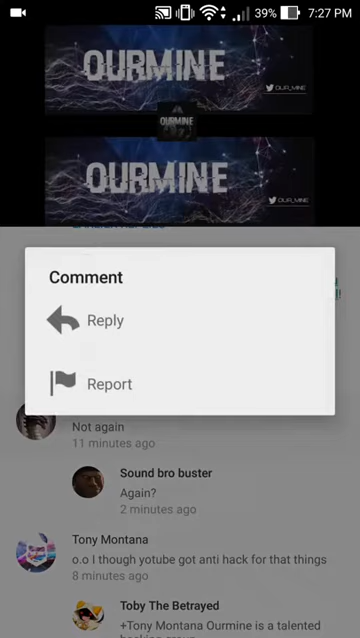 39% 7:27 PM
OURMINE
OUR_MINE
OURMINE
OURMINE
OUR_MINE
Comment
Reply
Report
Not again
11 minutes ago
Sound bro buster
Again?
2 minutes ago
Tony Montana
o.o I though yotube got anti hack for that things
8 minutes ago
Toby The Betrayed
+Tony Montana Ourmine is a talented